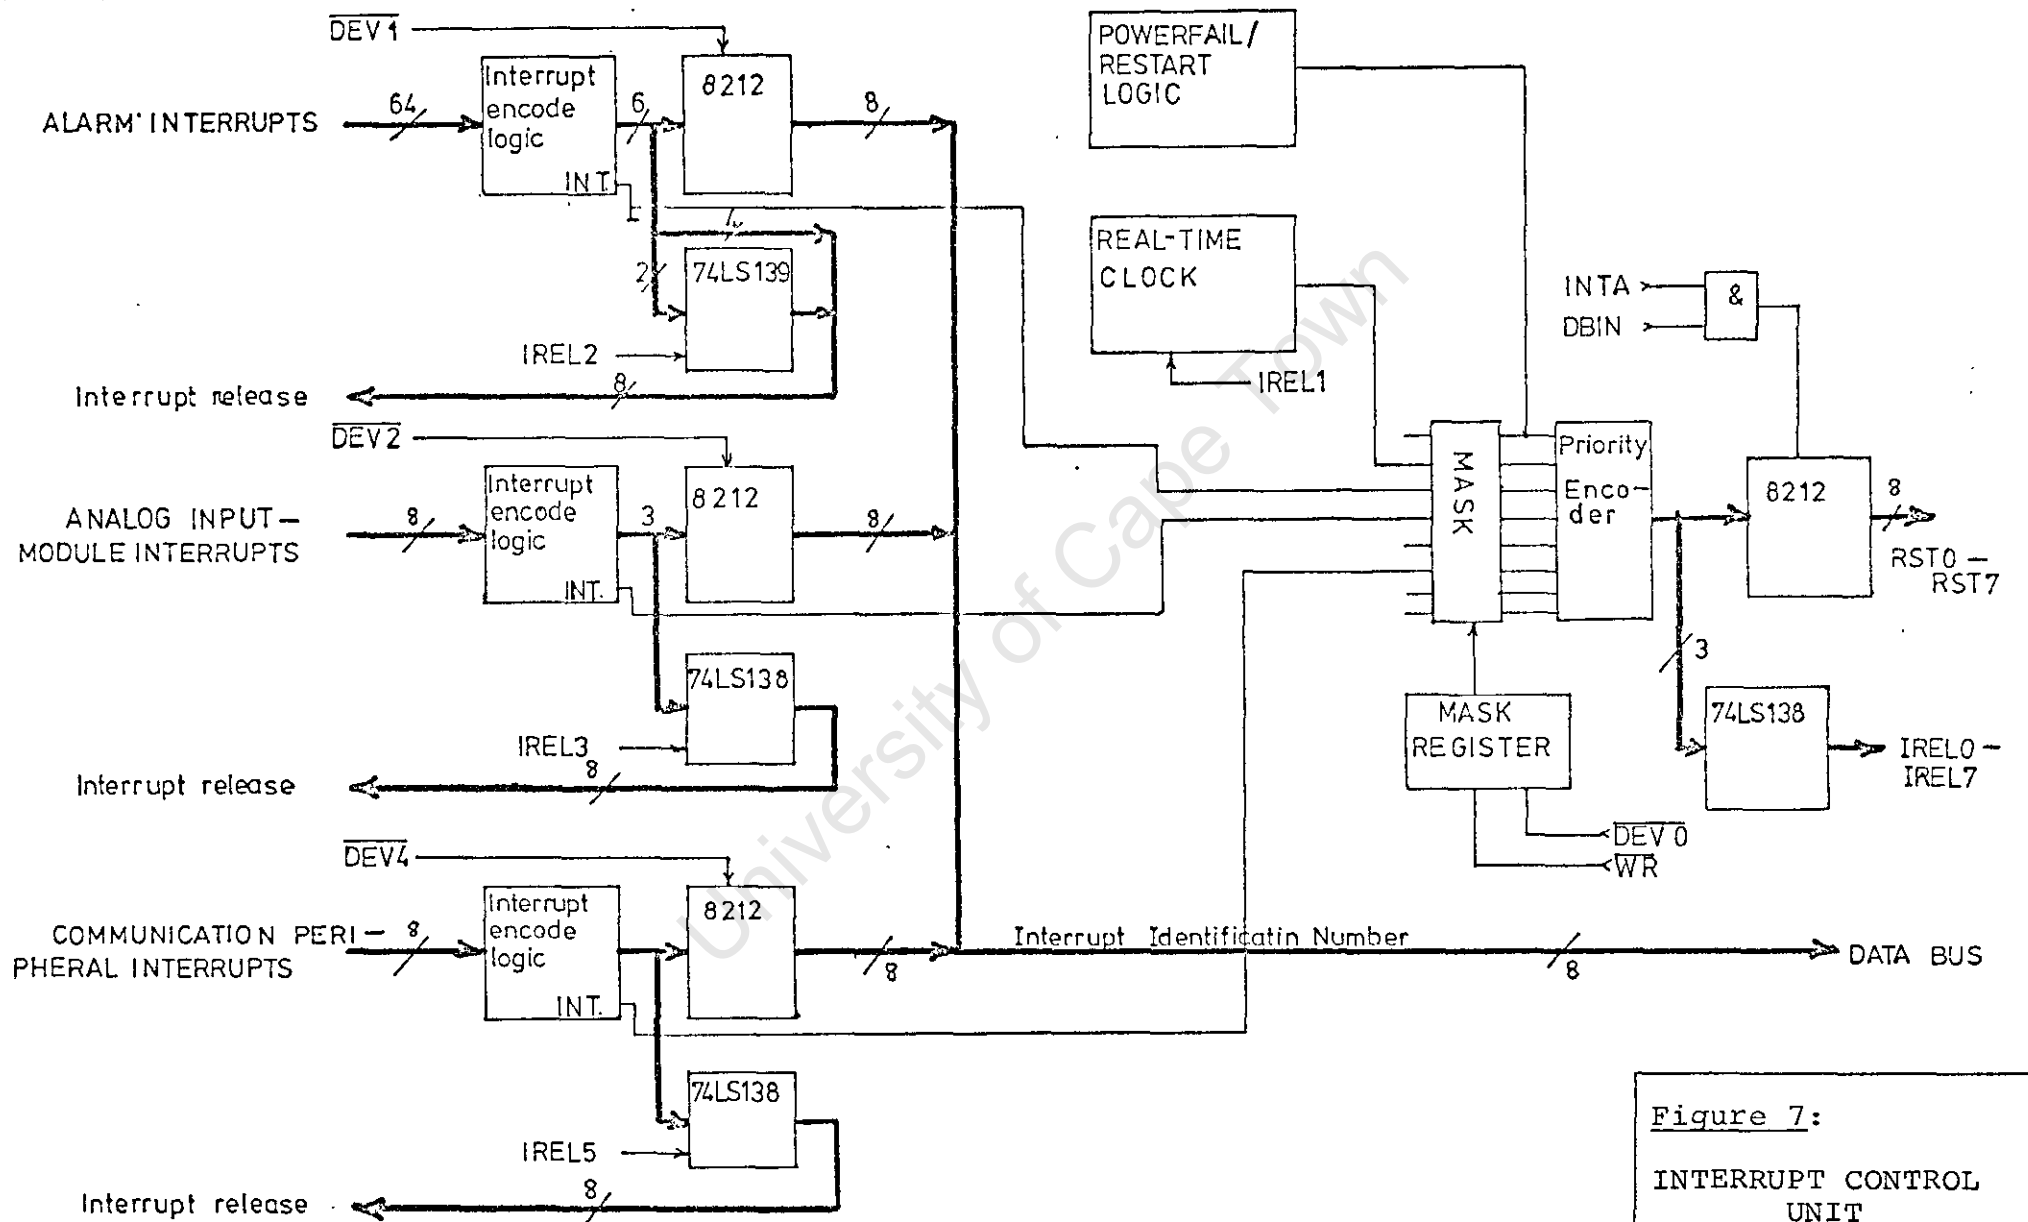 DEV1
Interrupt
encode
logic
INT.
8212
ALARM INTERRUPTS
64
6
8
2
74LS139
IREL2
8
Interrupt release
POWERFAIL/
RESTART
LOGIC
REAL-TIME
CLOCK
IREL1
INTA
DBIN
&
DEV2
Interrupt
encode
logic
INT.
8212
ANALOG INPUT-
MODULE INTERRUPTS
8
3
8
74LS138
IREL3
8
Interrupt release
MASK
Priority
Enco-
der
8212
8
RST0 -
RST7
3
74LS138
IREL0 -
IREL7
MASK
REGISTER
DEV0
WR
DEV4
Interrupt
encode
logic
INT.
8212
COMMUNICATION PERI-
PHERAL INTERRUPTS
8
8
Interrupt Identificatin Number
8
DATA BUS
74LS138
IREL5
8
Interrupt release
Figure 7:
INTERRUPT CONTROL
UNIT
University of Cape Town